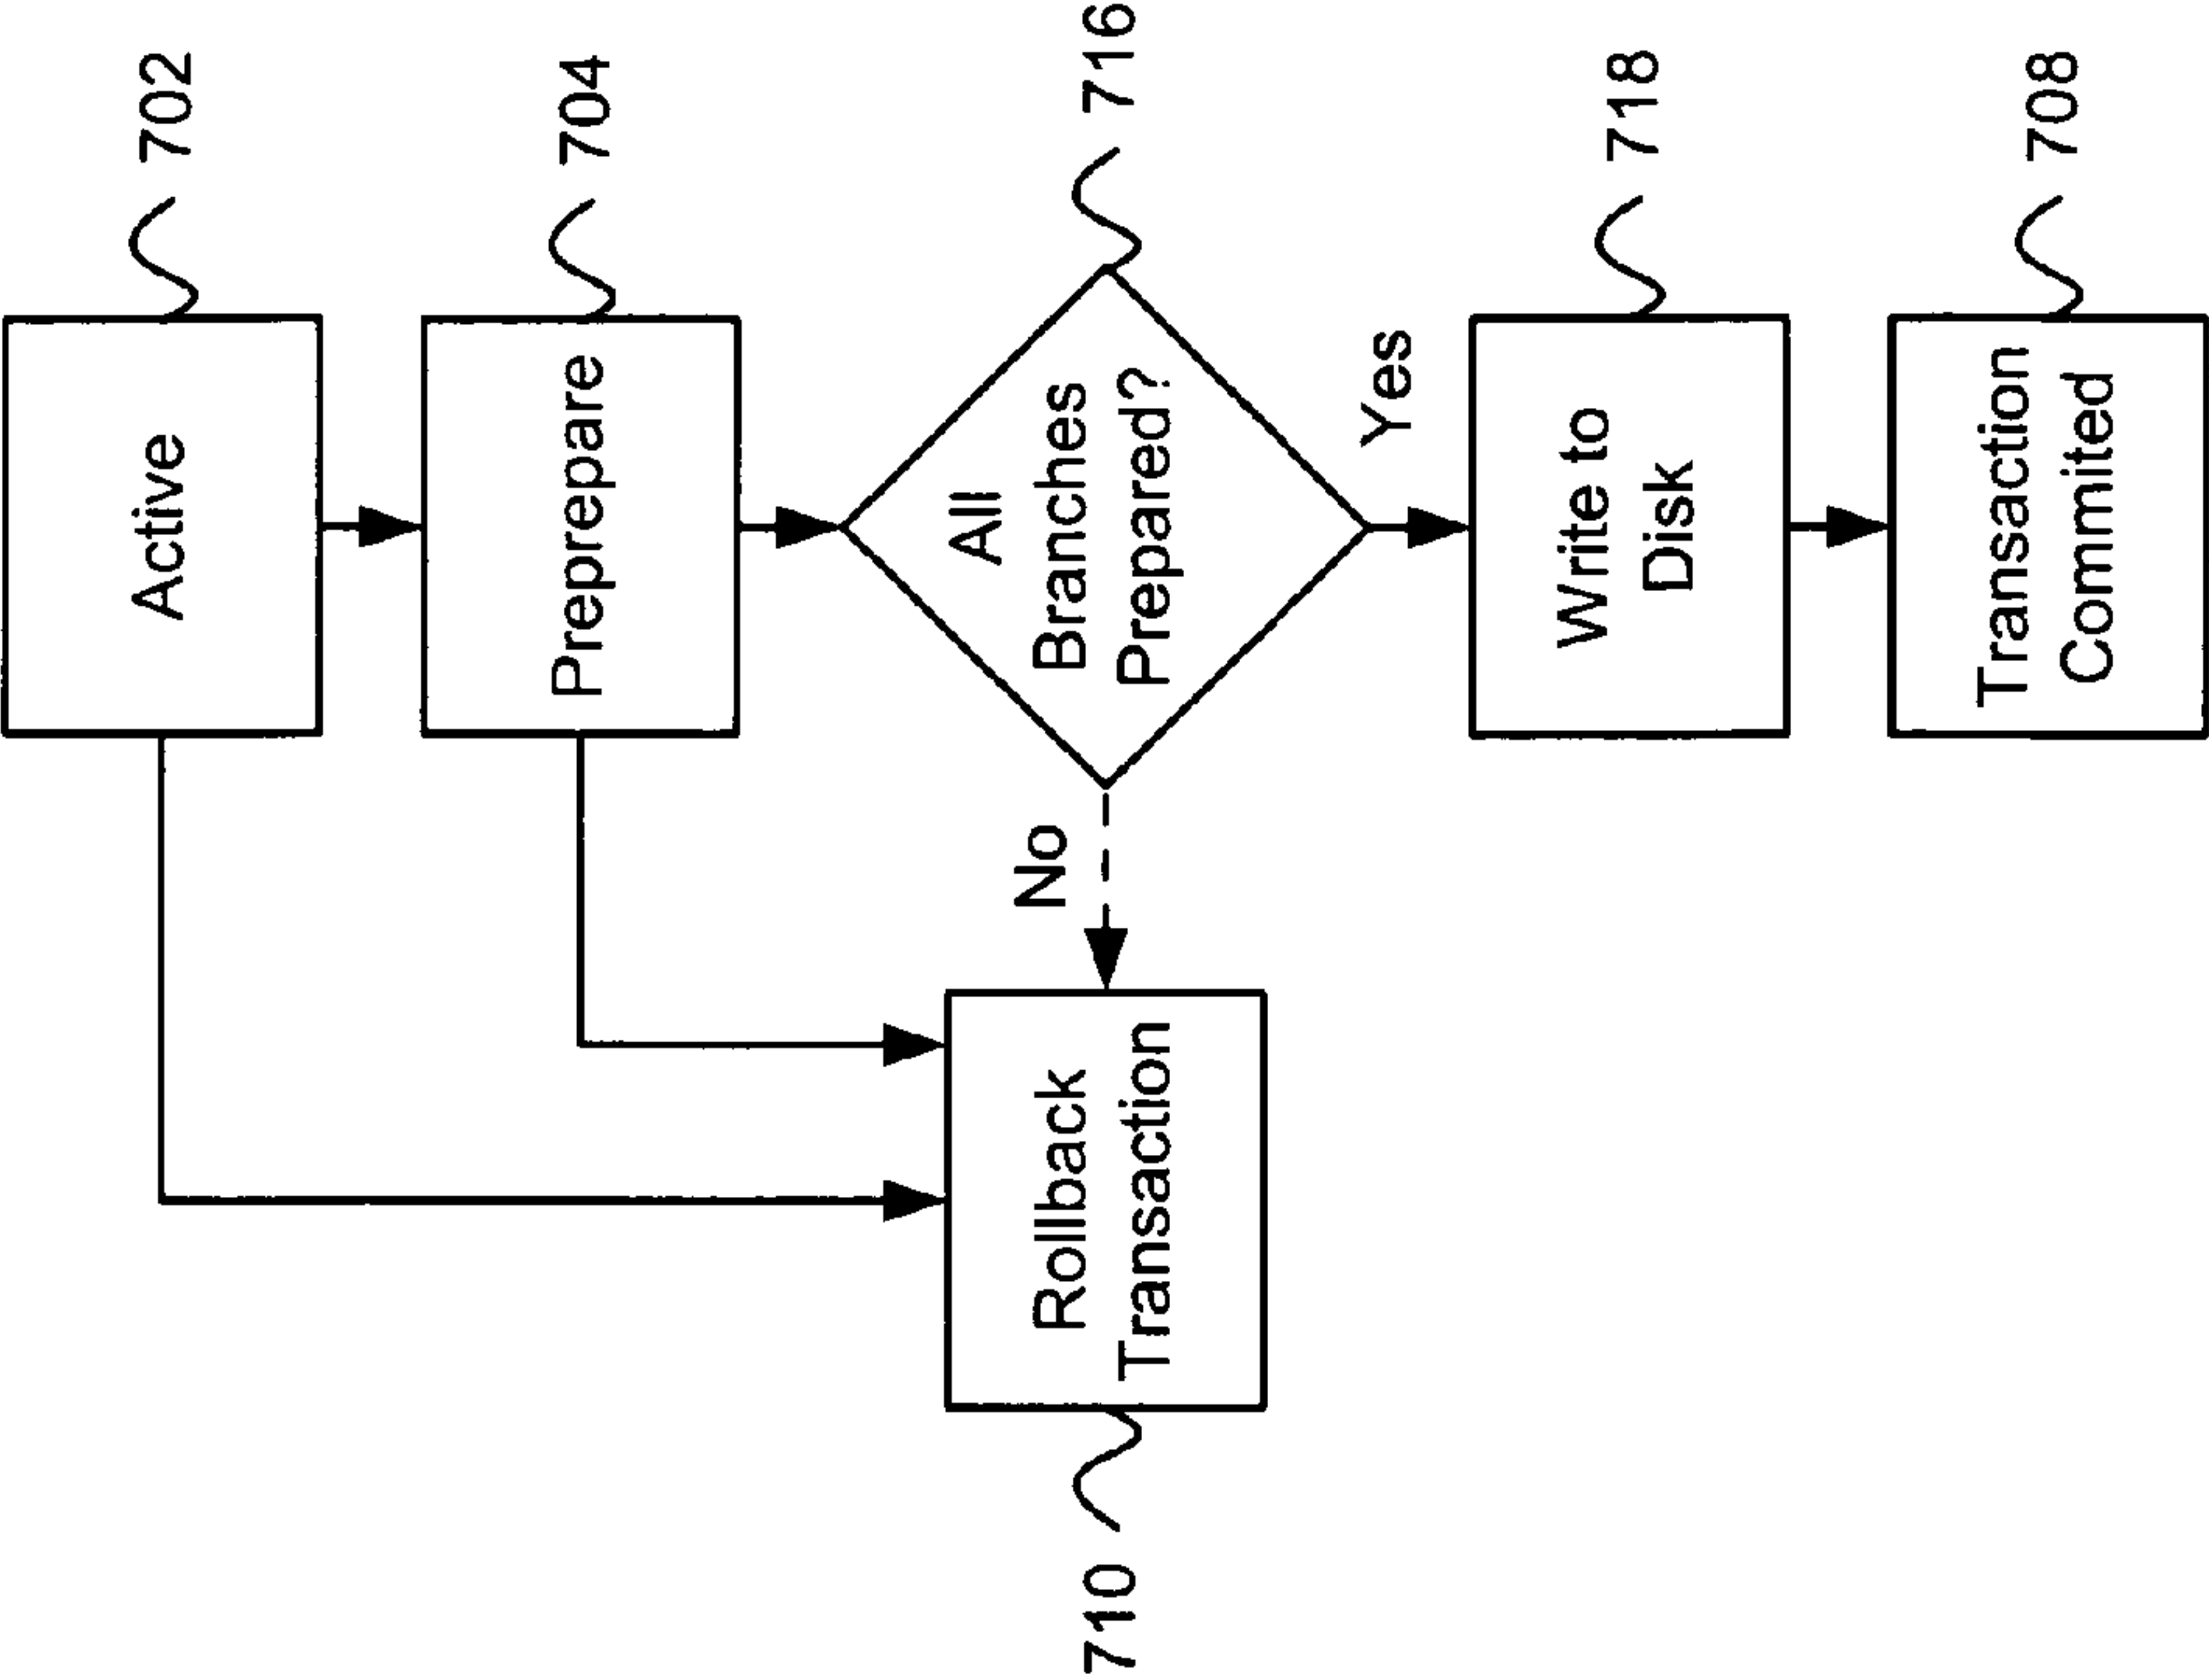 Active
702
Preprepare
704
All
Branches
Prepared?
716
No
Rollback
Transaction
710
Yes
Write to
Disk
718
Transaction
Commited
708